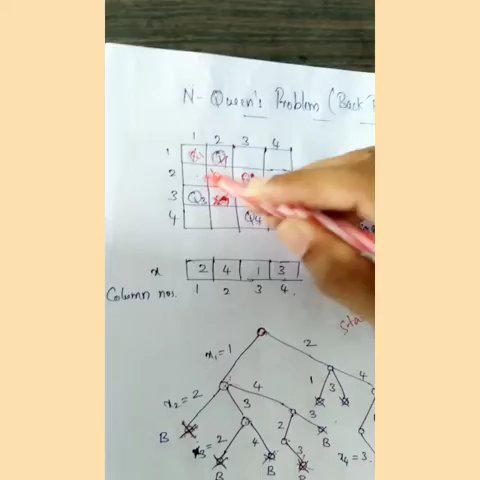 N- Queen's Problem (Back
1 2 3 4
1 Q1
2
3 Q3
4 Q4
x 2 4 1 3
Column nos. 1 2 3 4.
2
x₁=1
4
1 3
x₂=2 4
3 3
2
B B
x₃=2 4 3 x₄=3.
B B B